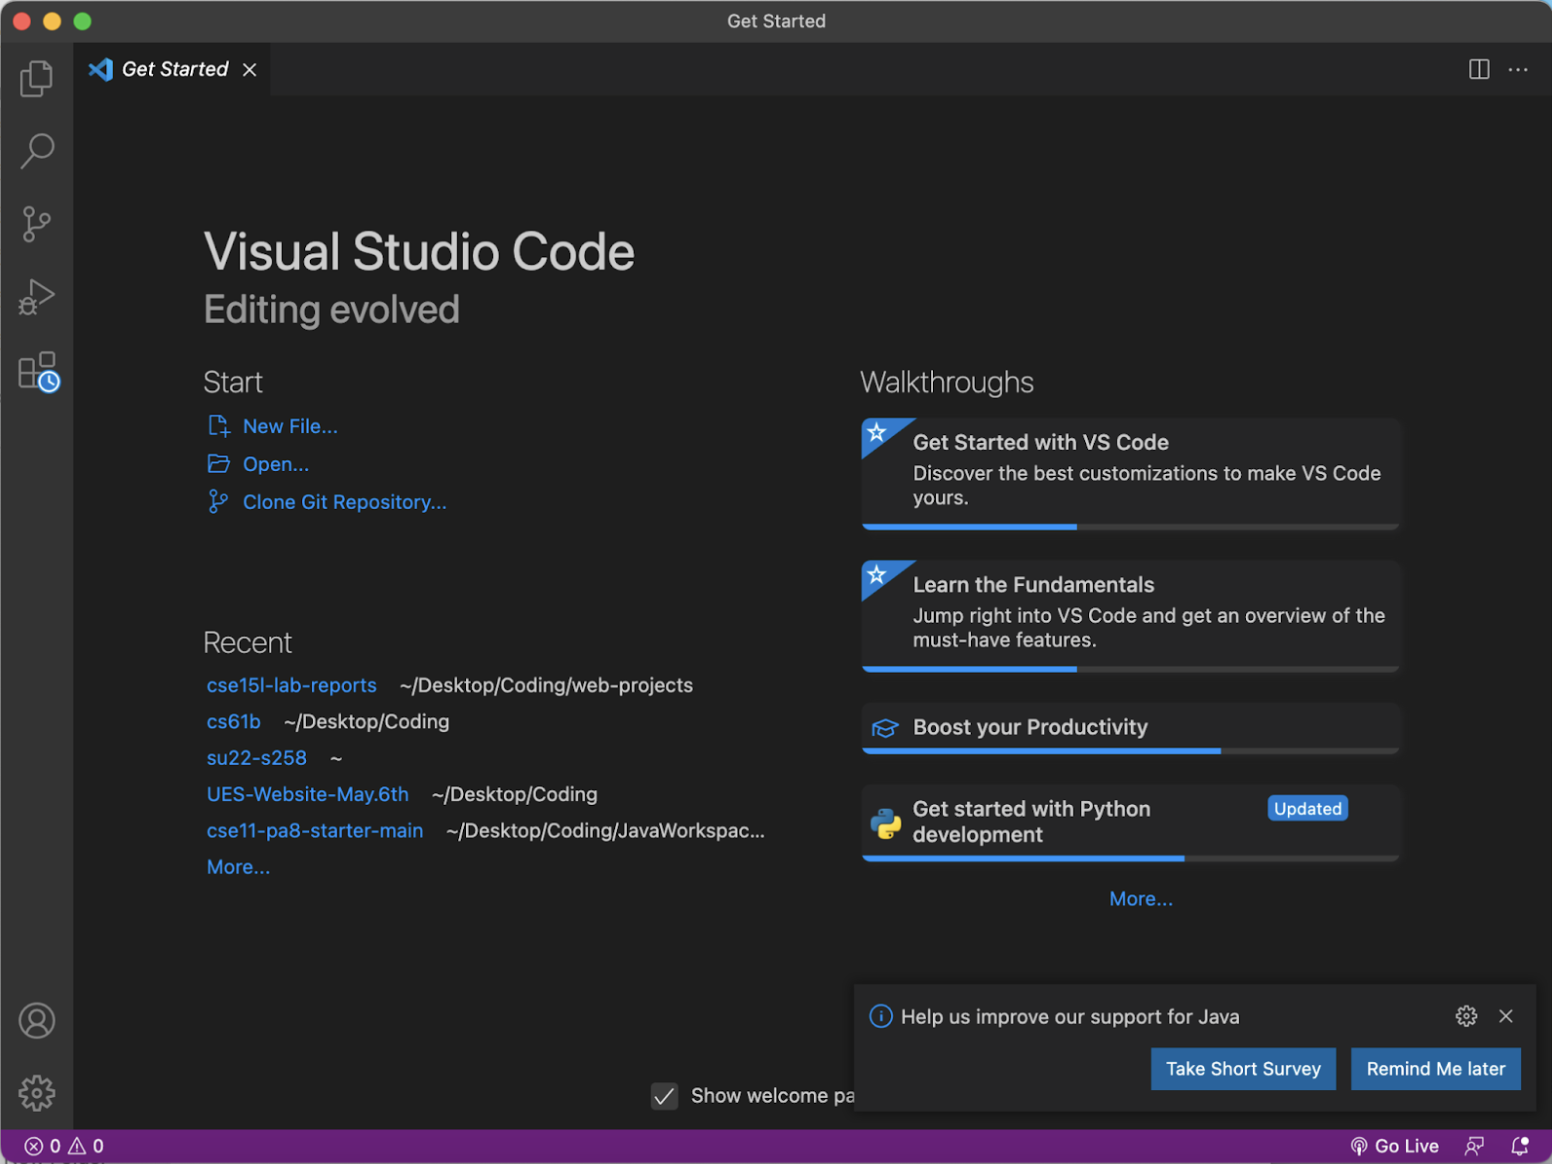 Get Started
Get Started
Visual Studio Code
Editing evolved
Start
New File...
Open...
Clone Git Repository...
Recent
cse15l-lab-reports ~/Desktop/Coding/web-projects
cs61b ~/Desktop/Coding
su22-s258 ~
UES-Website-May.6th ~/Desktop/Coding
cse11-pa8-starter-main ~/Desktop/Coding/JavaWorkspac...
More...
Walkthroughs
Get Started with VS Code
Discover the best customizations to make VS Code
yours.
Learn the Fundamentals
Jump right into VS Code and get an overview of the
must-have features.
Boost your Productivity
Get started with Python
development
Updated
More...
Help us improve our support for Java
Take Short Survey
Remind Me later
Show welcome pa
0 0
Go Live